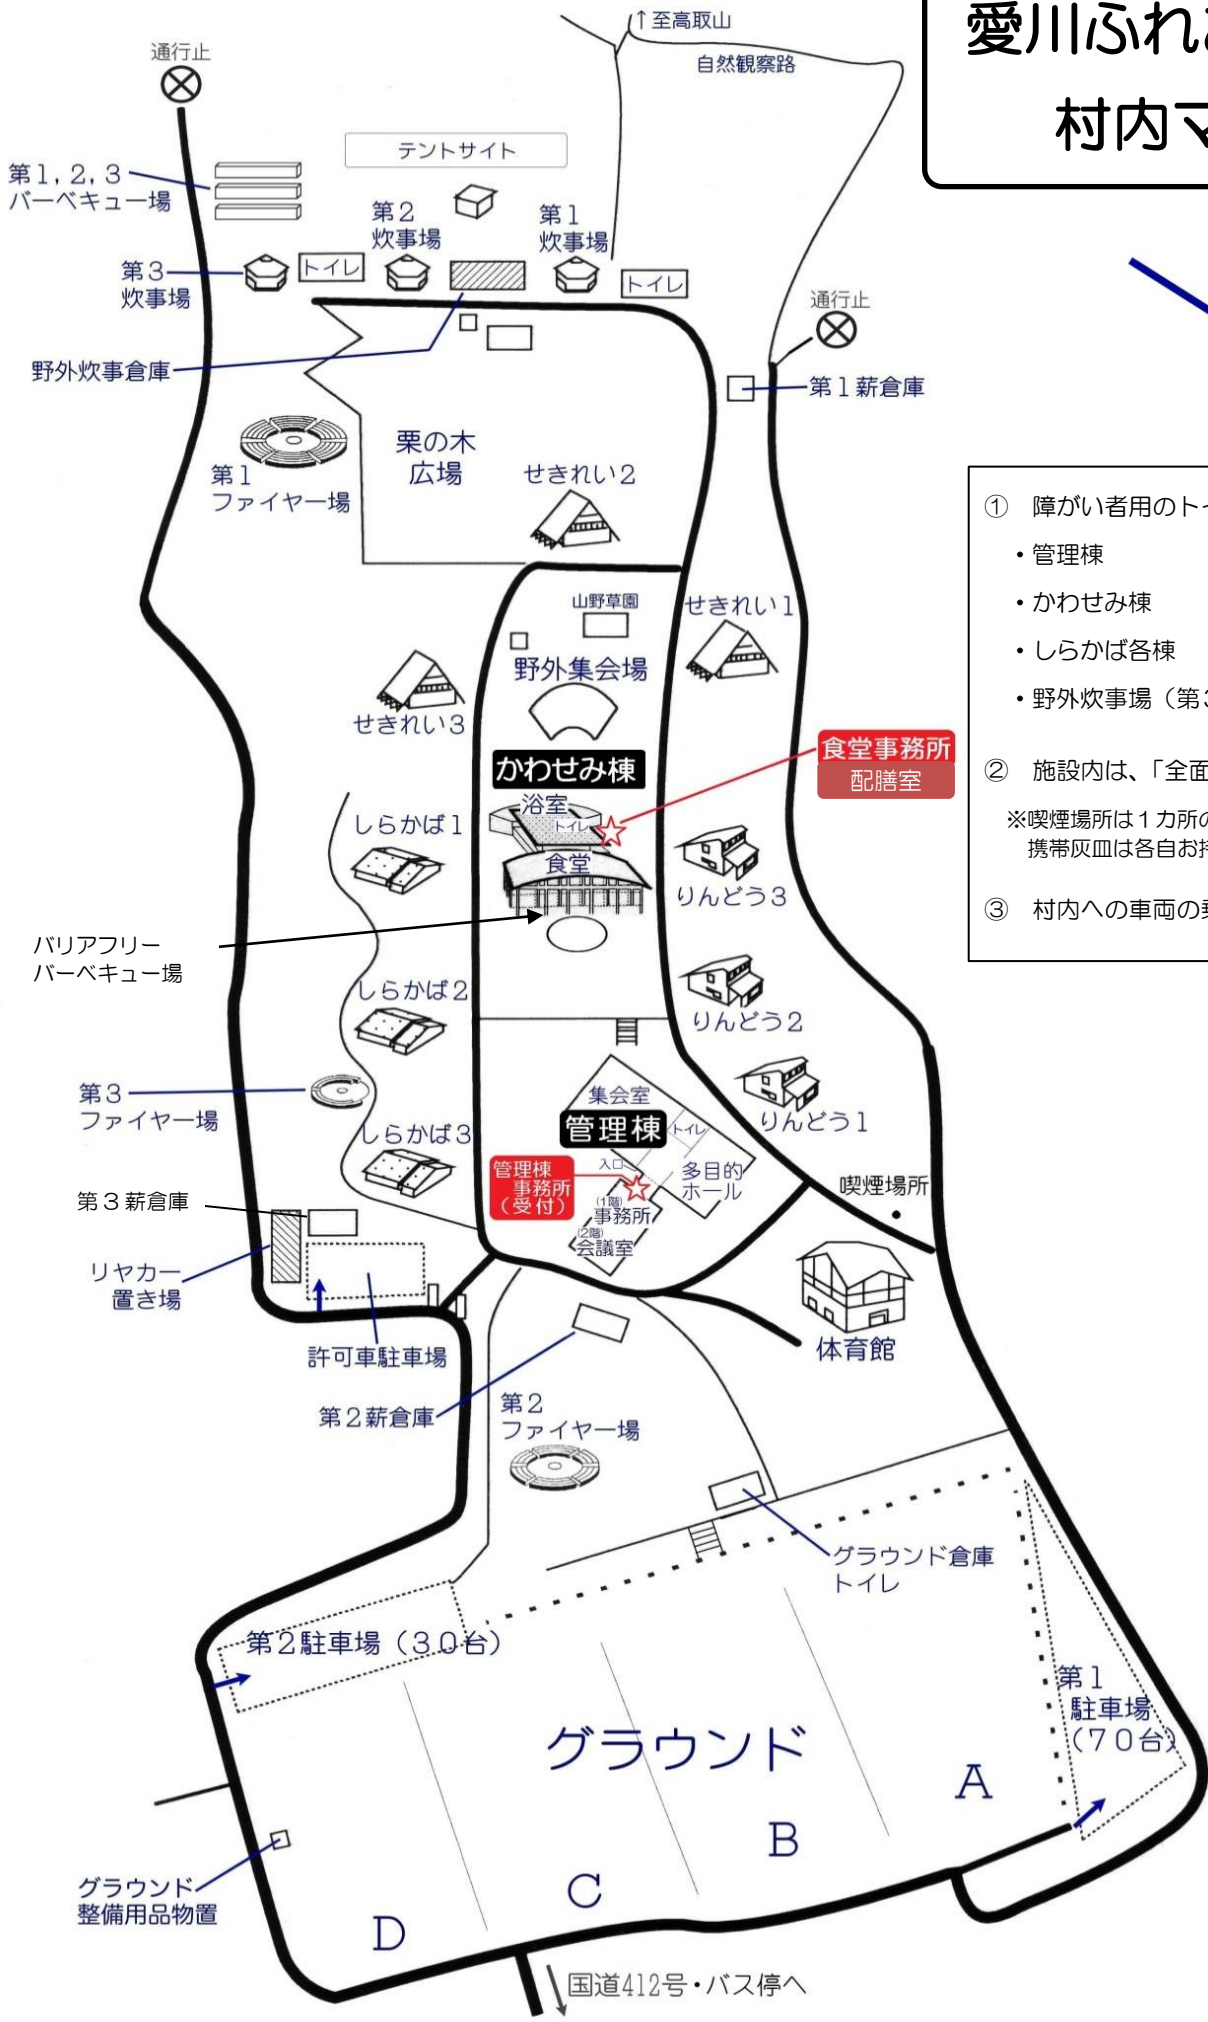 愛川ふれあ
村内マ
↑至高取山
自然観察路
通行止
テントサイト
第1,2,3
バーベキュー場
第2
炊事場
第1
炊事場
第3
炊事場
トイレ
トイレ
通行止
野外炊事倉庫
第1薪倉庫
栗の木
広場
第1
ファイヤー場
せきれい2
① 障がい者用のトイ
・管理棟
・かわせみ棟
・しらかば各棟
・野外炊事場(第3
② 施設内は、「全面
※喫煙場所は1カ所の
携帯灰皿は各自お持
③ 村内への車両の乗
山野草園
せきれい1
野外集会場
せきれい3
かわせみ棟
食堂事務所
配膳室
浴室
トイレ
食堂
しらかば1
りんどう3
バリアフリー
バーベキュー場
しらかば2
りんどう2
第3
ファイヤー場
集会室
管理棟
トイレ
りんどう1
しらかば3
入口
多目的
ホール
管理棟
事務所
(受付)
(1階)
事務所
(2階)
会議室
喫煙場所
第3薪倉庫
リヤカー
置き場
許可車駐車場
体育館
第2薪倉庫
第2
ファイヤー場
グラウンド倉庫
トイレ
第2駐車場(30台)
第1
駐車場
(70台)
グラウンド
A
B
C
D
グラウンド
整備用品物置
国道412号・バス停へ